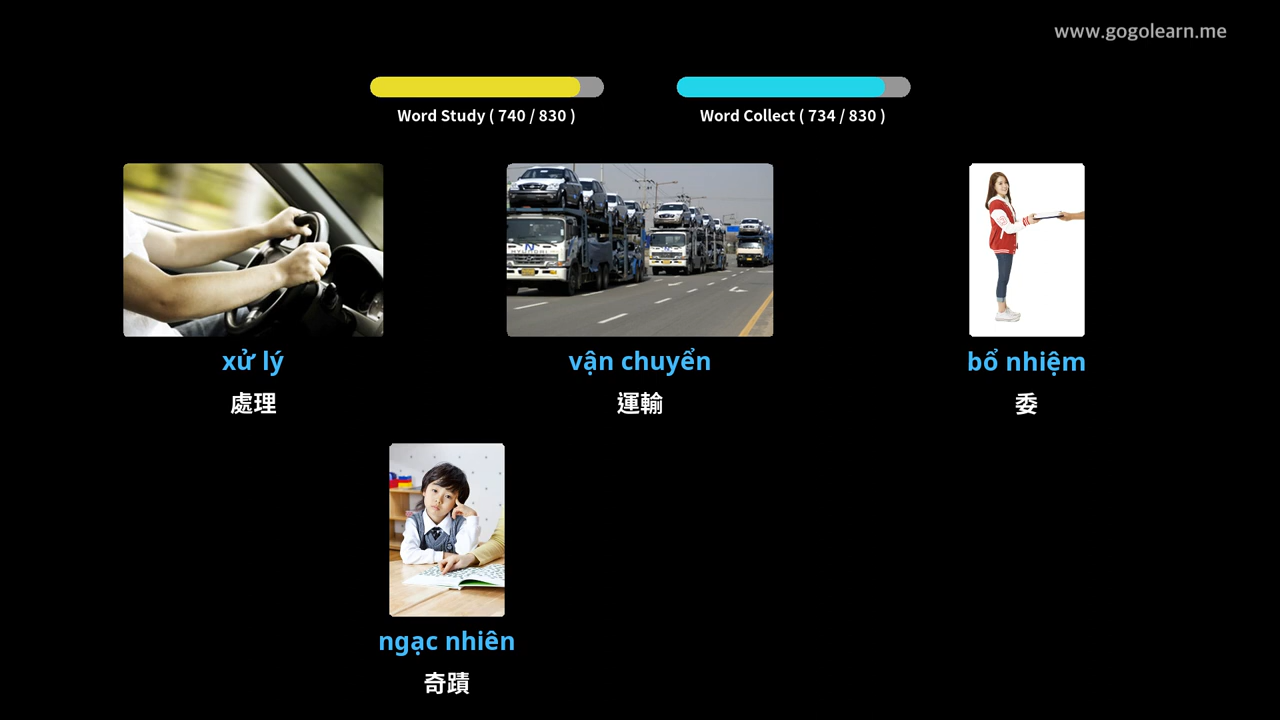 www.gogolearn.me
Word Study ( 740 / 830 )
Word Collect ( 734 / 830 )
xử lý
處理
vận chuyển
運輸
bổ nhiệm
委
ngạc nhiên
奇蹟